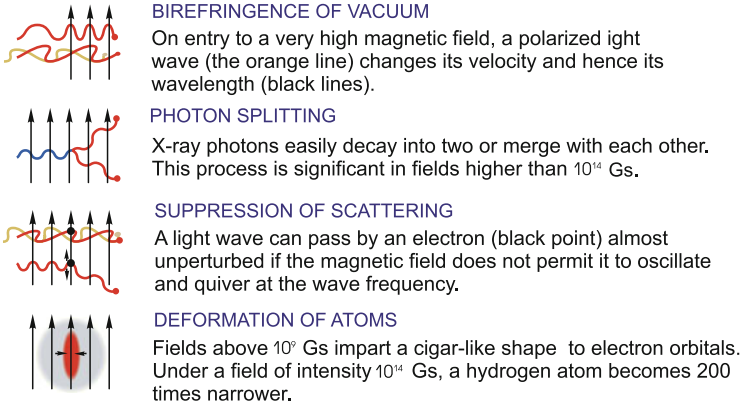 BIREFRINGENCE OF VACUUM
On entry to a very high magnetic field, a polarized ight
wave (the orange line) changes its velocity and hence its
wavelength (black lines).
PHOTON SPLITTING
X-ray photons easily decay into two or merge with each other.
This process is significant in fields higher than 10¹⁴ Gs.
SUPPRESSION OF SCATTERING
A light wave can pass by an electron (black point) almost
unperturbed if the magnetic field does not permit it to oscillate
and quiver at the wave frequency.
DEFORMATION OF ATOMS
Fields above 10⁹ Gs impart a cigar-like shape to electron orbitals.
Under a field of intensity 10¹⁴ Gs, a hydrogen atom becomes 200
times narrower.